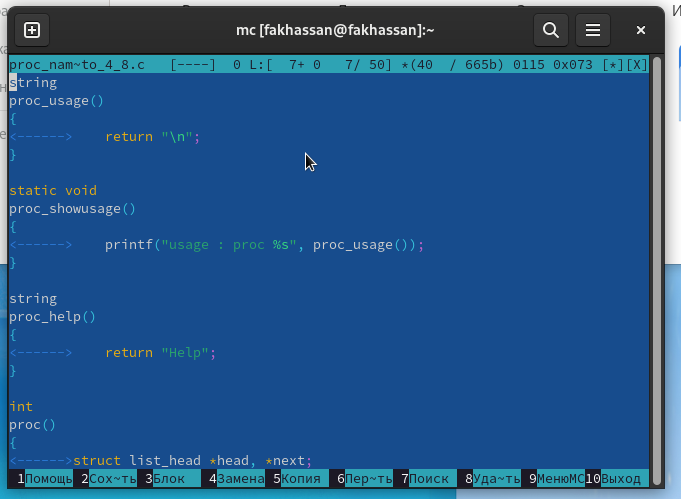 mc [fakhassan@fakhassan]:~
proc_nam~to_4_8.c   [----]  0 L:[  7+ 0   7/ 50] *(40  / 665b) 0115 0x073 [*][X]
string
proc_usage()
{
<------>    return "\n";
}
static void
proc_showusage()
{
<------>    printf("usage : proc %s", proc_usage());
}
string
proc_help()
{
<------>    return "Help";
}
int
proc()
{
<------>struct list_head *head, *next;
1Помощь 2Сох~ть 3Блок 4Замена 5Копия 6Пер~ть 7Поиск 8Уда~ть 9МенюMC 10Выход